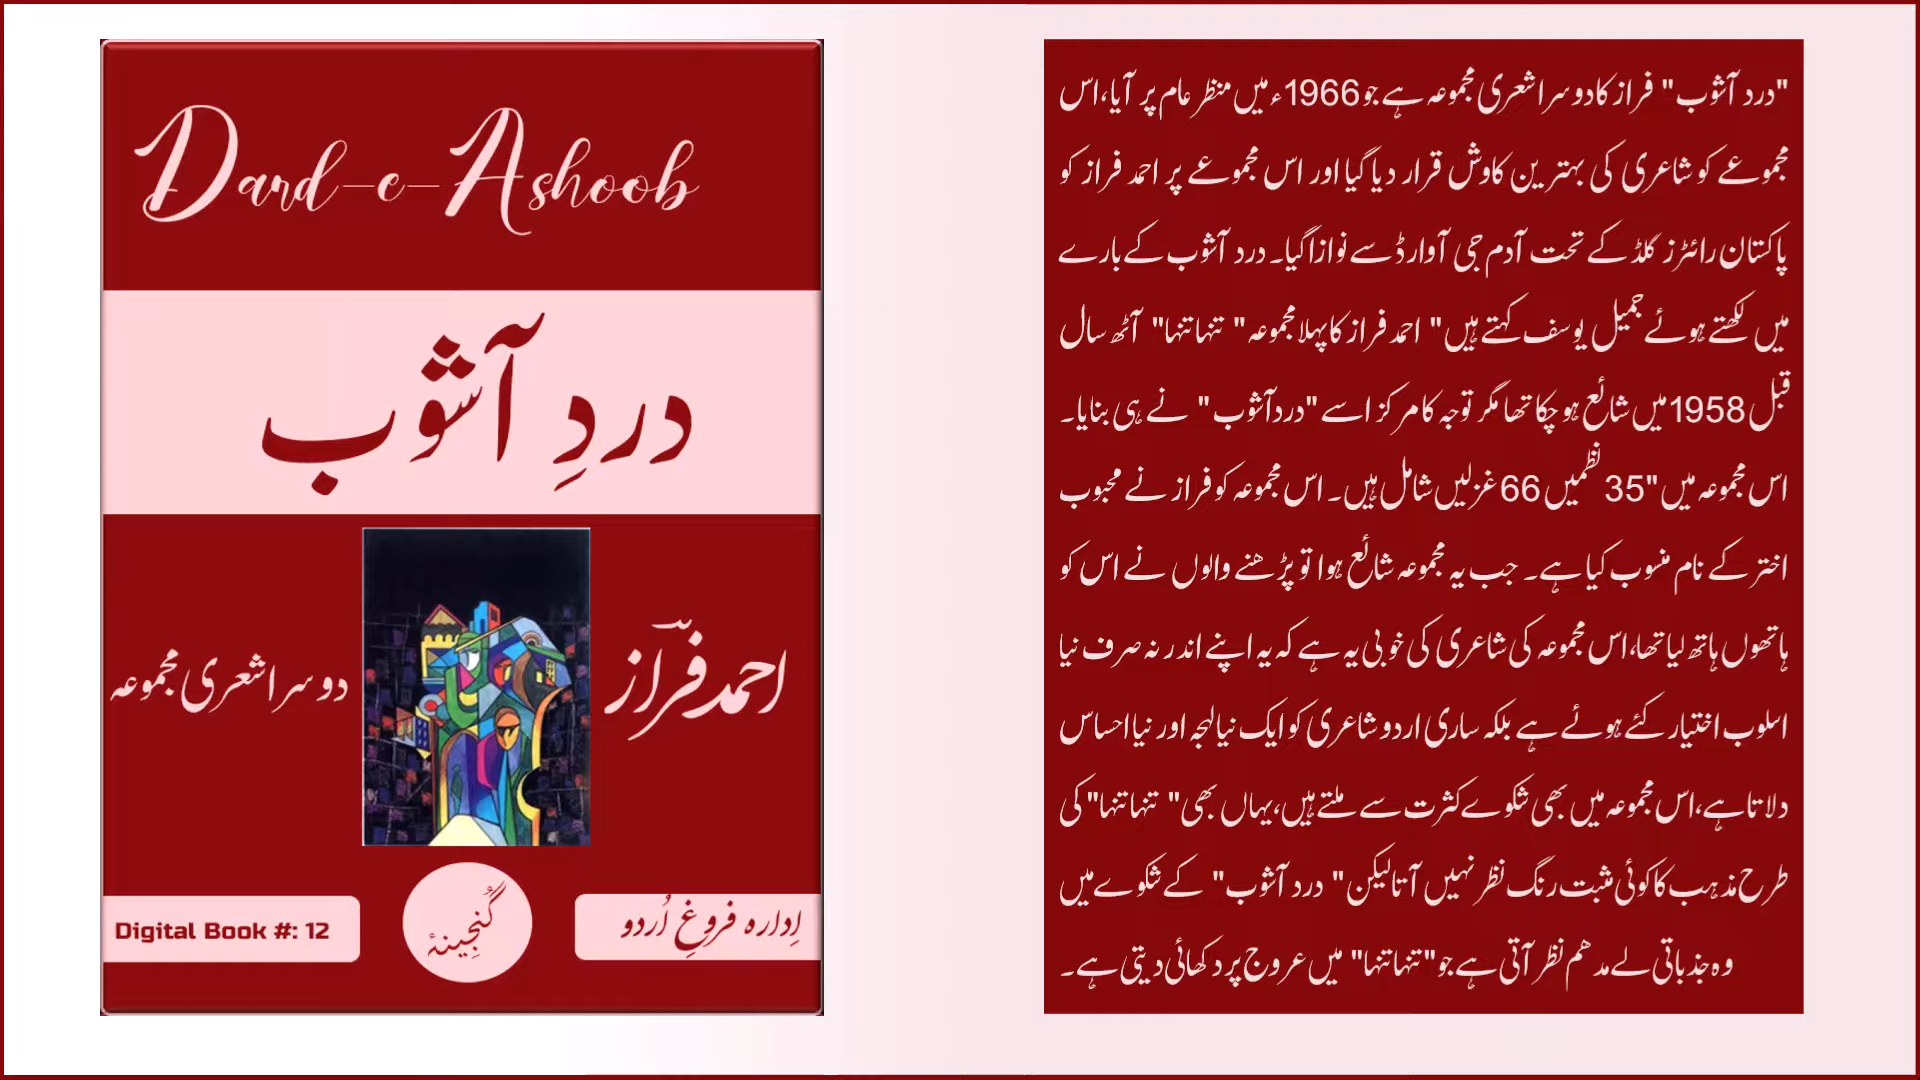 Dard-e-Ashoob
دردِ آشوب
احمد فراز
دوسرا شعری مجموعہ
Digital Book #: 12
گنجینۂ
اِدارہ فروغِ اُردو
"درد آشوب" فراز کا دوسرا شعری مجموعہ ہے جو 1966ء میں منظر عام پر آیا، اس
مجموعے کو شاعری کی بہترین کاوش قرار دیا گیا اور اس مجموعے پر احمد فراز کو
پاکستان رائٹرز گلڈ کے تحت آدم جی آوارڈ سے نوازا گیا۔ درد آشوب کے بارے
میں لکھتے ہوئے جمیل یوسف کہتے ہیں" احمد فراز کا پہلا مجموعہ" تنہا تنہا" آٹھ سال
قبل 1958 میں شائع ہو چکا تھا مگر توجہ کا مرکز اسے "درد آشوب" نے ہی بنایا۔
اس مجموعہ میں "35 نظمیں 66 غزلیں شامل ہیں۔ اس مجموعہ کو فراز نے محبوب
اختر کے نام منسوب کیا ہے۔ جب یہ مجموعہ شائع ہوا تو پڑھنے والوں نے اس کو
ہاتھوں ہاتھ لیا تھا، اس مجموعہ کی شاعری کی خوبی یہ ہے کہ یہ اپنے اندر نہ صرف نیا
اسلوب اختیار کئے ہوئے ہے بلکہ ساری اردو شاعری کو ایک نیا لہجہ اور نیا احساس
دلاتا ہے، اس مجموعہ میں بھی شکوے کثرت سے ملتے ہیں، یہاں بھی" تنہا تنہا" کی
طرح مذہب کا کوئی مثبت رنگ نظر نہیں آتا لیکن" درد آشوب" کے شکوے میں
وہ جذباتی لے مدھم نظر آتی ہے جو "تنہا تنہا" میں عروج پر دکھائی دیتی ہے۔